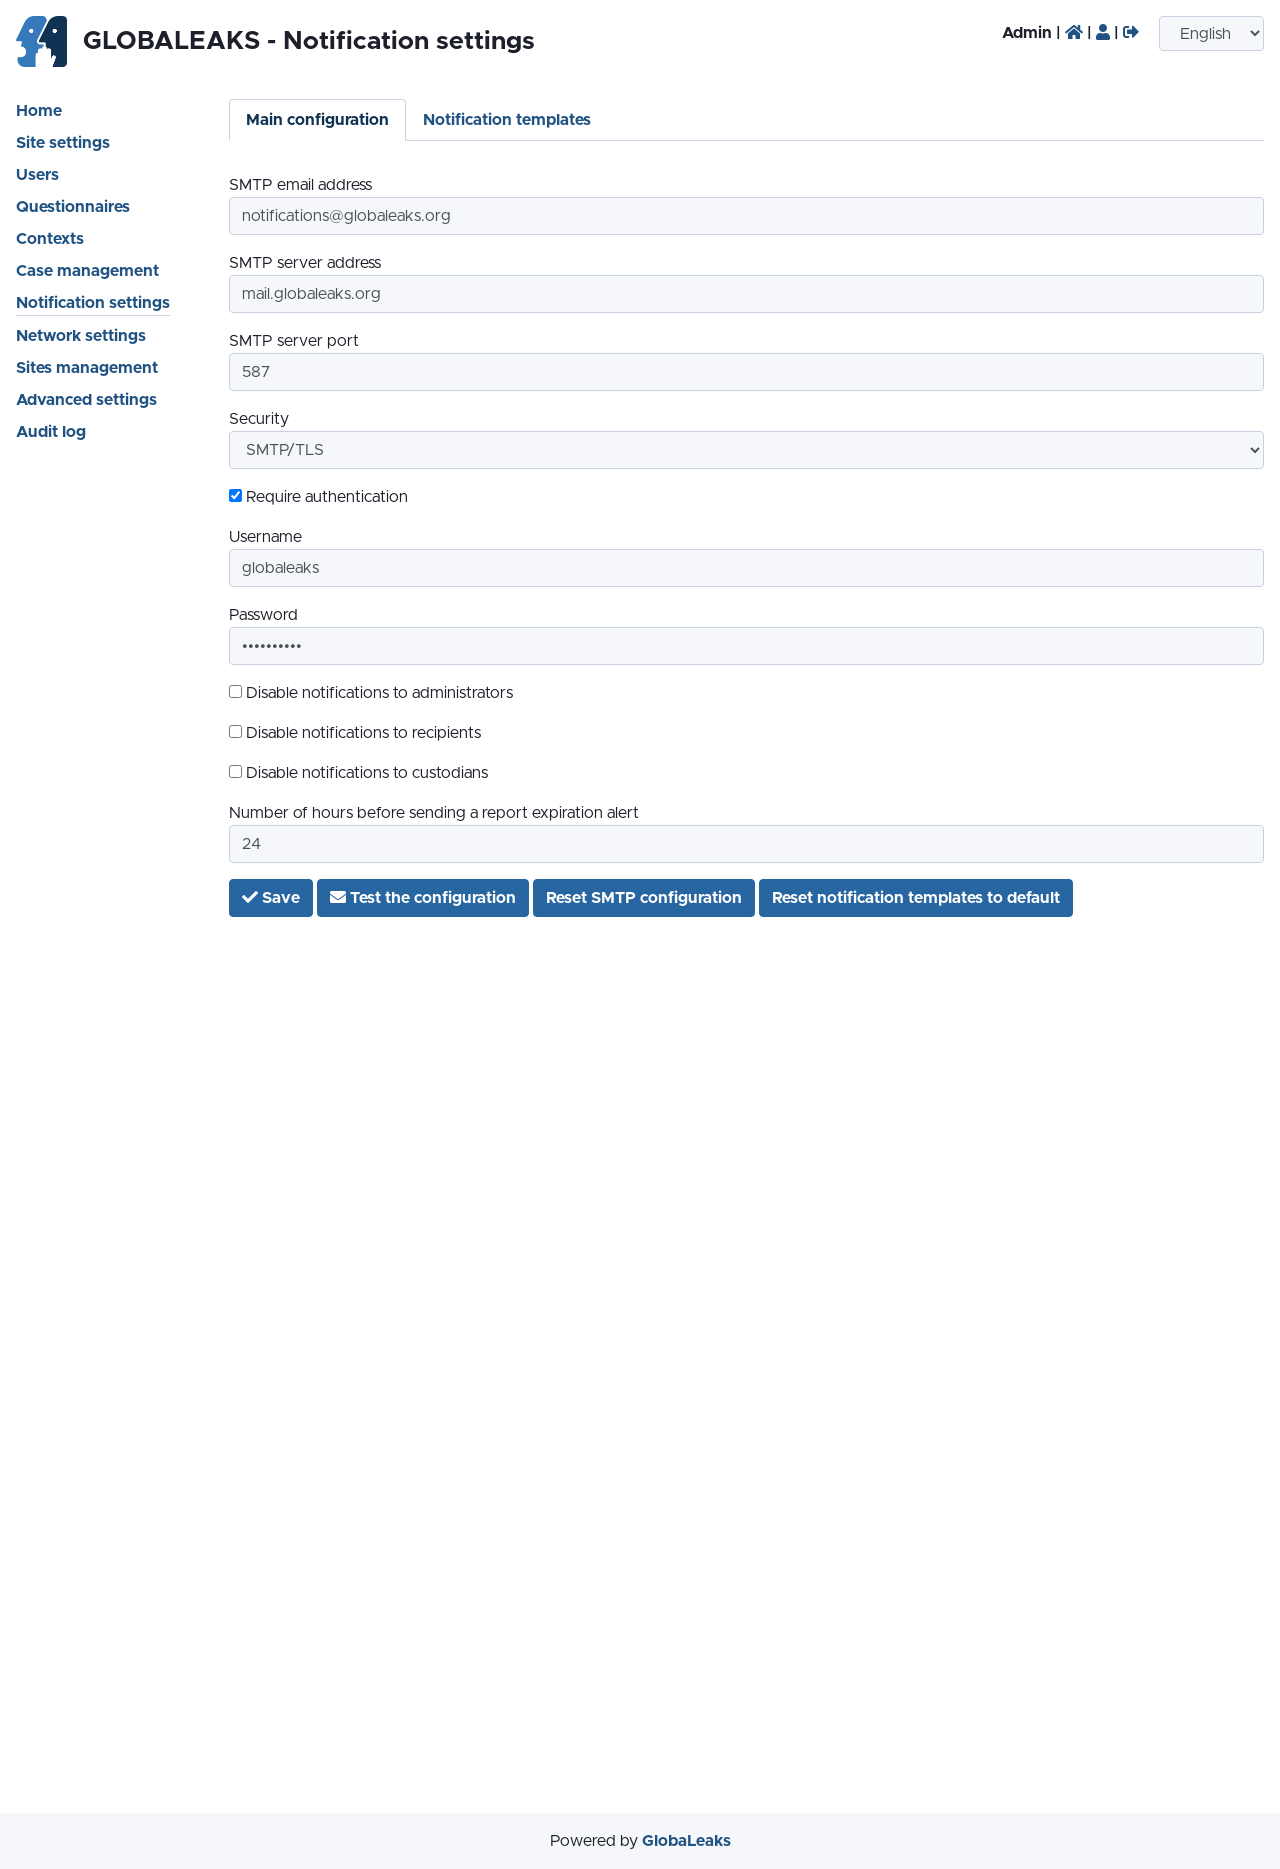 GLOBALEAKS - Notification settings
Admin | | |
English
Home
Site settings
Users
Questionnaires
Contexts
Case management
Notification settings
Network settings
Sites management
Advanced settings
Audit log
Main configuration
Notification templates
SMTP email address
notifications@globaleaks.org
SMTP server address
mail.globaleaks.org
SMTP server port
587
Security
SMTP/TLS
Require authentication
Username
globaleaks
Password
••••••••••
Disable notifications to administrators
Disable notifications to recipients
Disable notifications to custodians
Number of hours before sending a report expiration alert
24
Save
Test the configuration
Reset SMTP configuration
Reset notification templates to default
Powered by GlobaLeaks